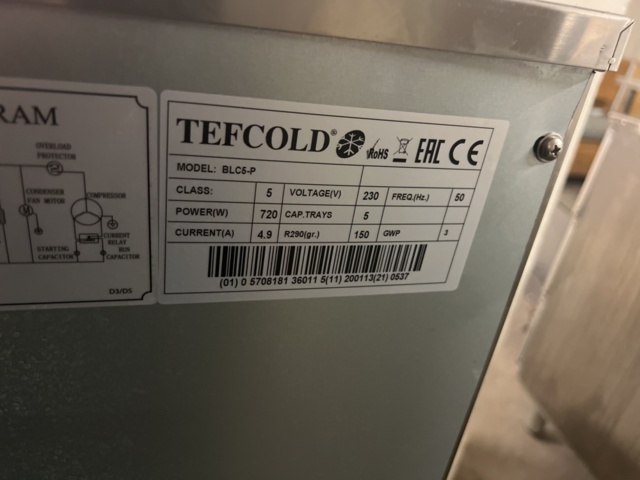 RAM
OVERLOAD
PROTECTOR
CONDENSER
FAN MOTOR
COMPRESSOR
CURRENT
RELAY
STARTING
CAPACITOR
RUN
CAPACITOR
D3/D5
TEFCOLD® RoHS EAC CE
MODEL: BLC5-P
CLASS: 5 VOLTAGE(V) 230 FREQ.(Hz.) 50
POWER(W) 720 CAP.TRAYS 5
CURRENT(A) 4.9 R290(gr.) 150 GWP 3
(01) 0 5708181 36011 5(11) 200113(21) 0537